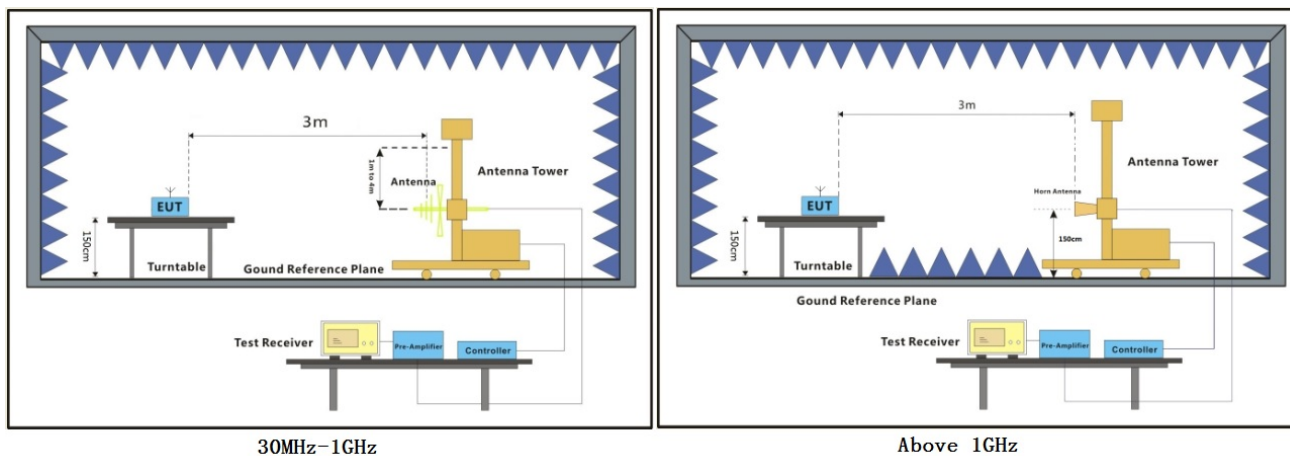 3m
1m to 4m
Antenna
Antenna Tower
EUT
150cm
Turntable
Gound Reference Plane
Test Receiver
Pre-Amplifier
Controller
30MHz-1GHz
3m
Antenna Tower
Horn Antenna
EUT
150cm
150cm
Turntable
Gound Reference Plane
Test Receiver
Pre-Amplifier
Controller
Above 1GHz